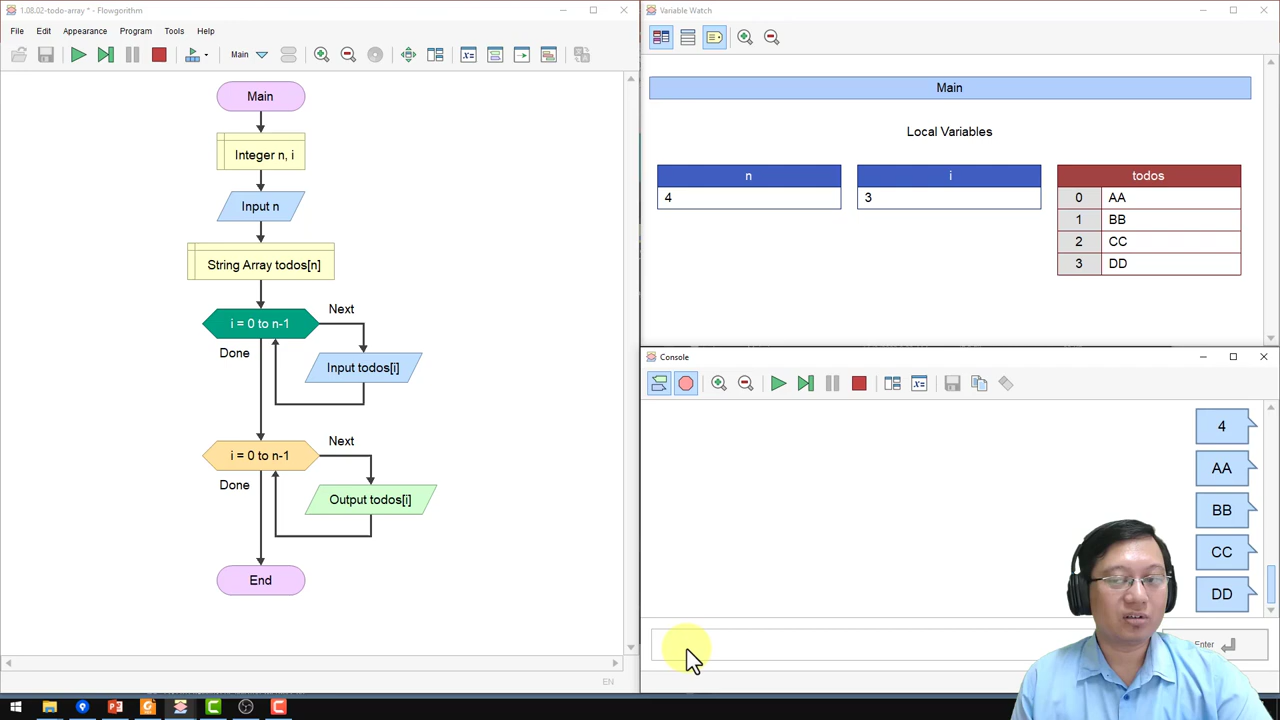 1.08.02-todo-array * - Flowgorithm
File Edit Appearance Program Tools Help
Main
Main
Integer n, i
Input n
String Array todos[n]
i = 0 to n-1
Next
Done
Input todos[i]
i = 0 to n-1
Next
Done
Output todos[i]
End
EN
Variable Watch
Main
Local Variables
n
4
i
3
todos
0 AA
1 BB
2 CC
3 DD
Console
4
AA
BB
CC
DD
Enter